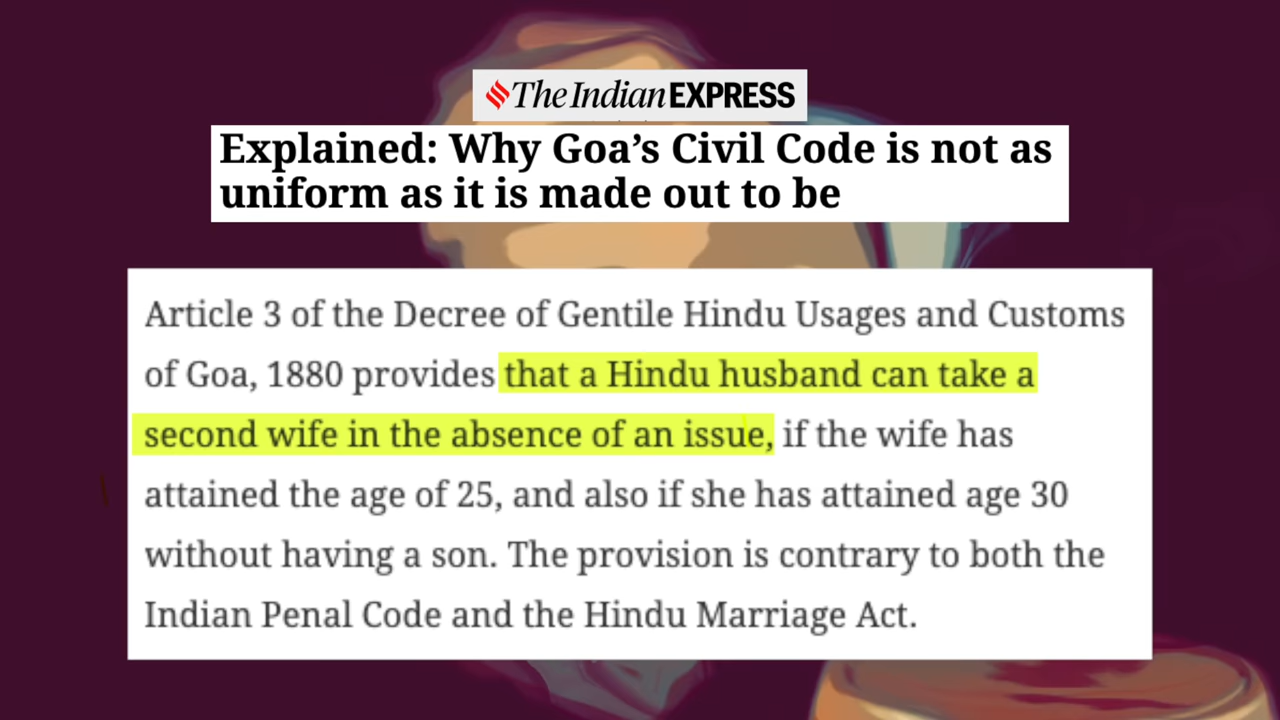 The Indian EXPRESS
Explained: Why Goa’s Civil Code is not as
uniform as it is made out to be
Article 3 of the Decree of Gentile Hindu Usages and Customs
of Goa, 1880 provides that a Hindu husband can take a
second wife in the absence of an issue, if the wife has
attained the age of 25, and also if she has attained age 30
without having a son. The provision is contrary to both the
Indian Penal Code and the Hindu Marriage Act.